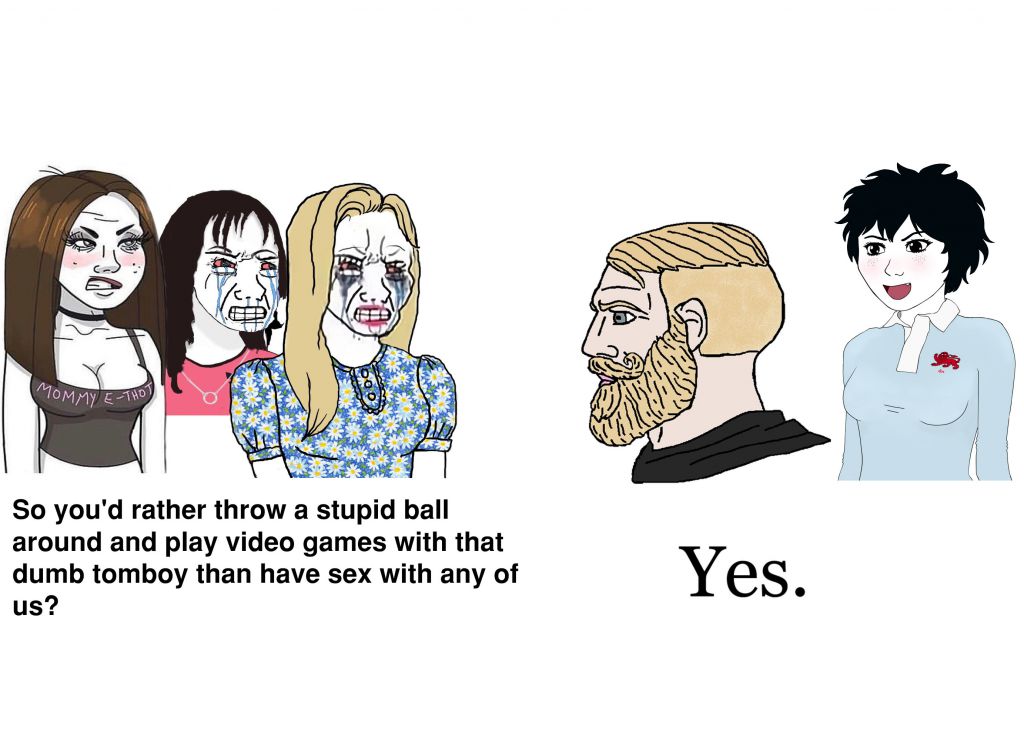 MOMMY E-THOT
So you'd rather throw a stupid ball
around and play video games with that
dumb tomboy than have sex with any of
us?
Yes.